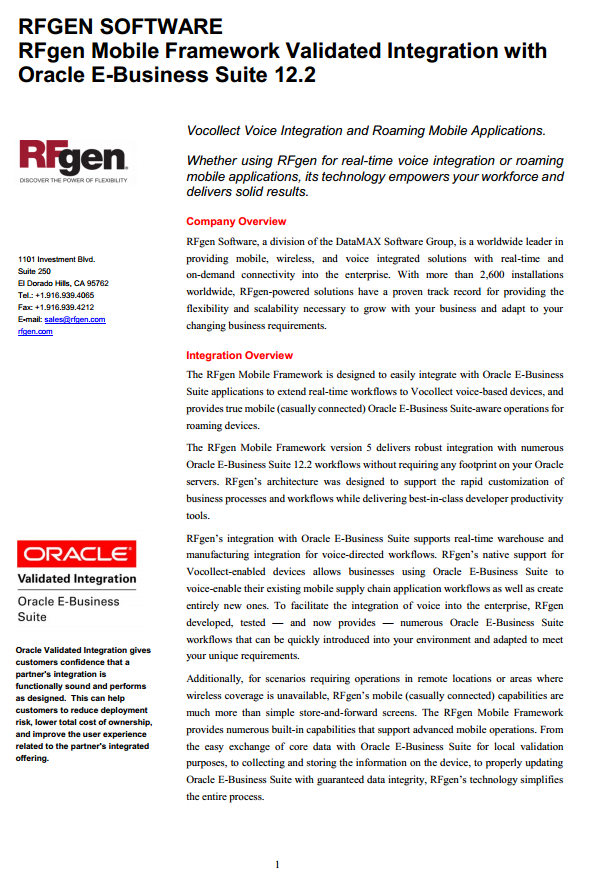 RFGEN SOFTWARE
RFgen Mobile Framework Validated Integration with
Oracle E-Business Suite 12.2
RFgen
DISCOVER THE POWER OF FLEXIBILITY
1101 Investment Blvd.
Suite 250
El Dorado Hills, CA 95762
Tel.: +1.916.939.4065
Fax: +1.916.939.4212
E-mail: sales@rfgen.com
rfgen.com
ORACLE
Validated Integration
Oracle E-Business
Suite
Oracle Validated Integration gives
customers confidence that a
partner's integration is
functionally sound and performs
as designed. This can help
customers to reduce deployment
risk, lower total cost of ownership,
and improve the user experience
related to the partner's integrated
offering.
Vocollect Voice Integration and Roaming Mobile Applications.
Whether using RFgen for real-time voice integration or roaming
mobile applications, its technology empowers your workforce and
delivers solid results.
Company Overview
RFgen Software, a division of the DataMAX Software Group, is a worldwide leader in
providing mobile, wireless, and voice integrated solutions with real-time and
on-demand connectivity into the enterprise. With more than 2,600 installations
worldwide, RFgen-powered solutions have a proven track record for providing the
flexibility and scalability necessary to grow with your business and adapt to your
changing business requirements.
Integration Overview
The RFgen Mobile Framework is designed to easily integrate with Oracle E-Business
Suite applications to extend real-time workflows to Vocollect voice-based devices, and
provides true mobile (casually connected) Oracle E-Business Suite-aware operations for
roaming devices.
The RFgen Mobile Framework version 5 delivers robust integration with numerous
Oracle E-Business Suite 12.2 workflows without requiring any footprint on your Oracle
servers. RFgen's architecture was designed to support the rapid customization of
business processes and workflows while delivering best-in-class developer productivity
tools.
RFgen's integration with Oracle E-Business Suite supports real-time warehouse and
manufacturing integration for voice-directed workflows. RFgen's native support for
Vocollect-enabled devices allows businesses using Oracle E-Business Suite to
voice-enable their existing mobile supply chain application workflows as well as create
entirely new ones. To facilitate the integration of voice into the enterprise, RFgen
developed, tested — and now provides — numerous Oracle E-Business Suite
workflows that can be quickly introduced into your environment and adapted to meet
your unique requirements.
Additionally, for scenarios requiring operations in remote locations or areas where
wireless coverage is unavailable, RFgen's mobile (casually connected) capabilities are
much more than simple store-and-forward screens. The RFgen Mobile Framework
provides numerous built-in capabilities that support advanced mobile operations. From
the easy exchange of core data with Oracle E-Business Suite for local validation
purposes, to collecting and storing the information on the device, to properly updating
Oracle E-Business Suite with guaranteed data integrity, RFgen's technology simplifies
the entire process.
1